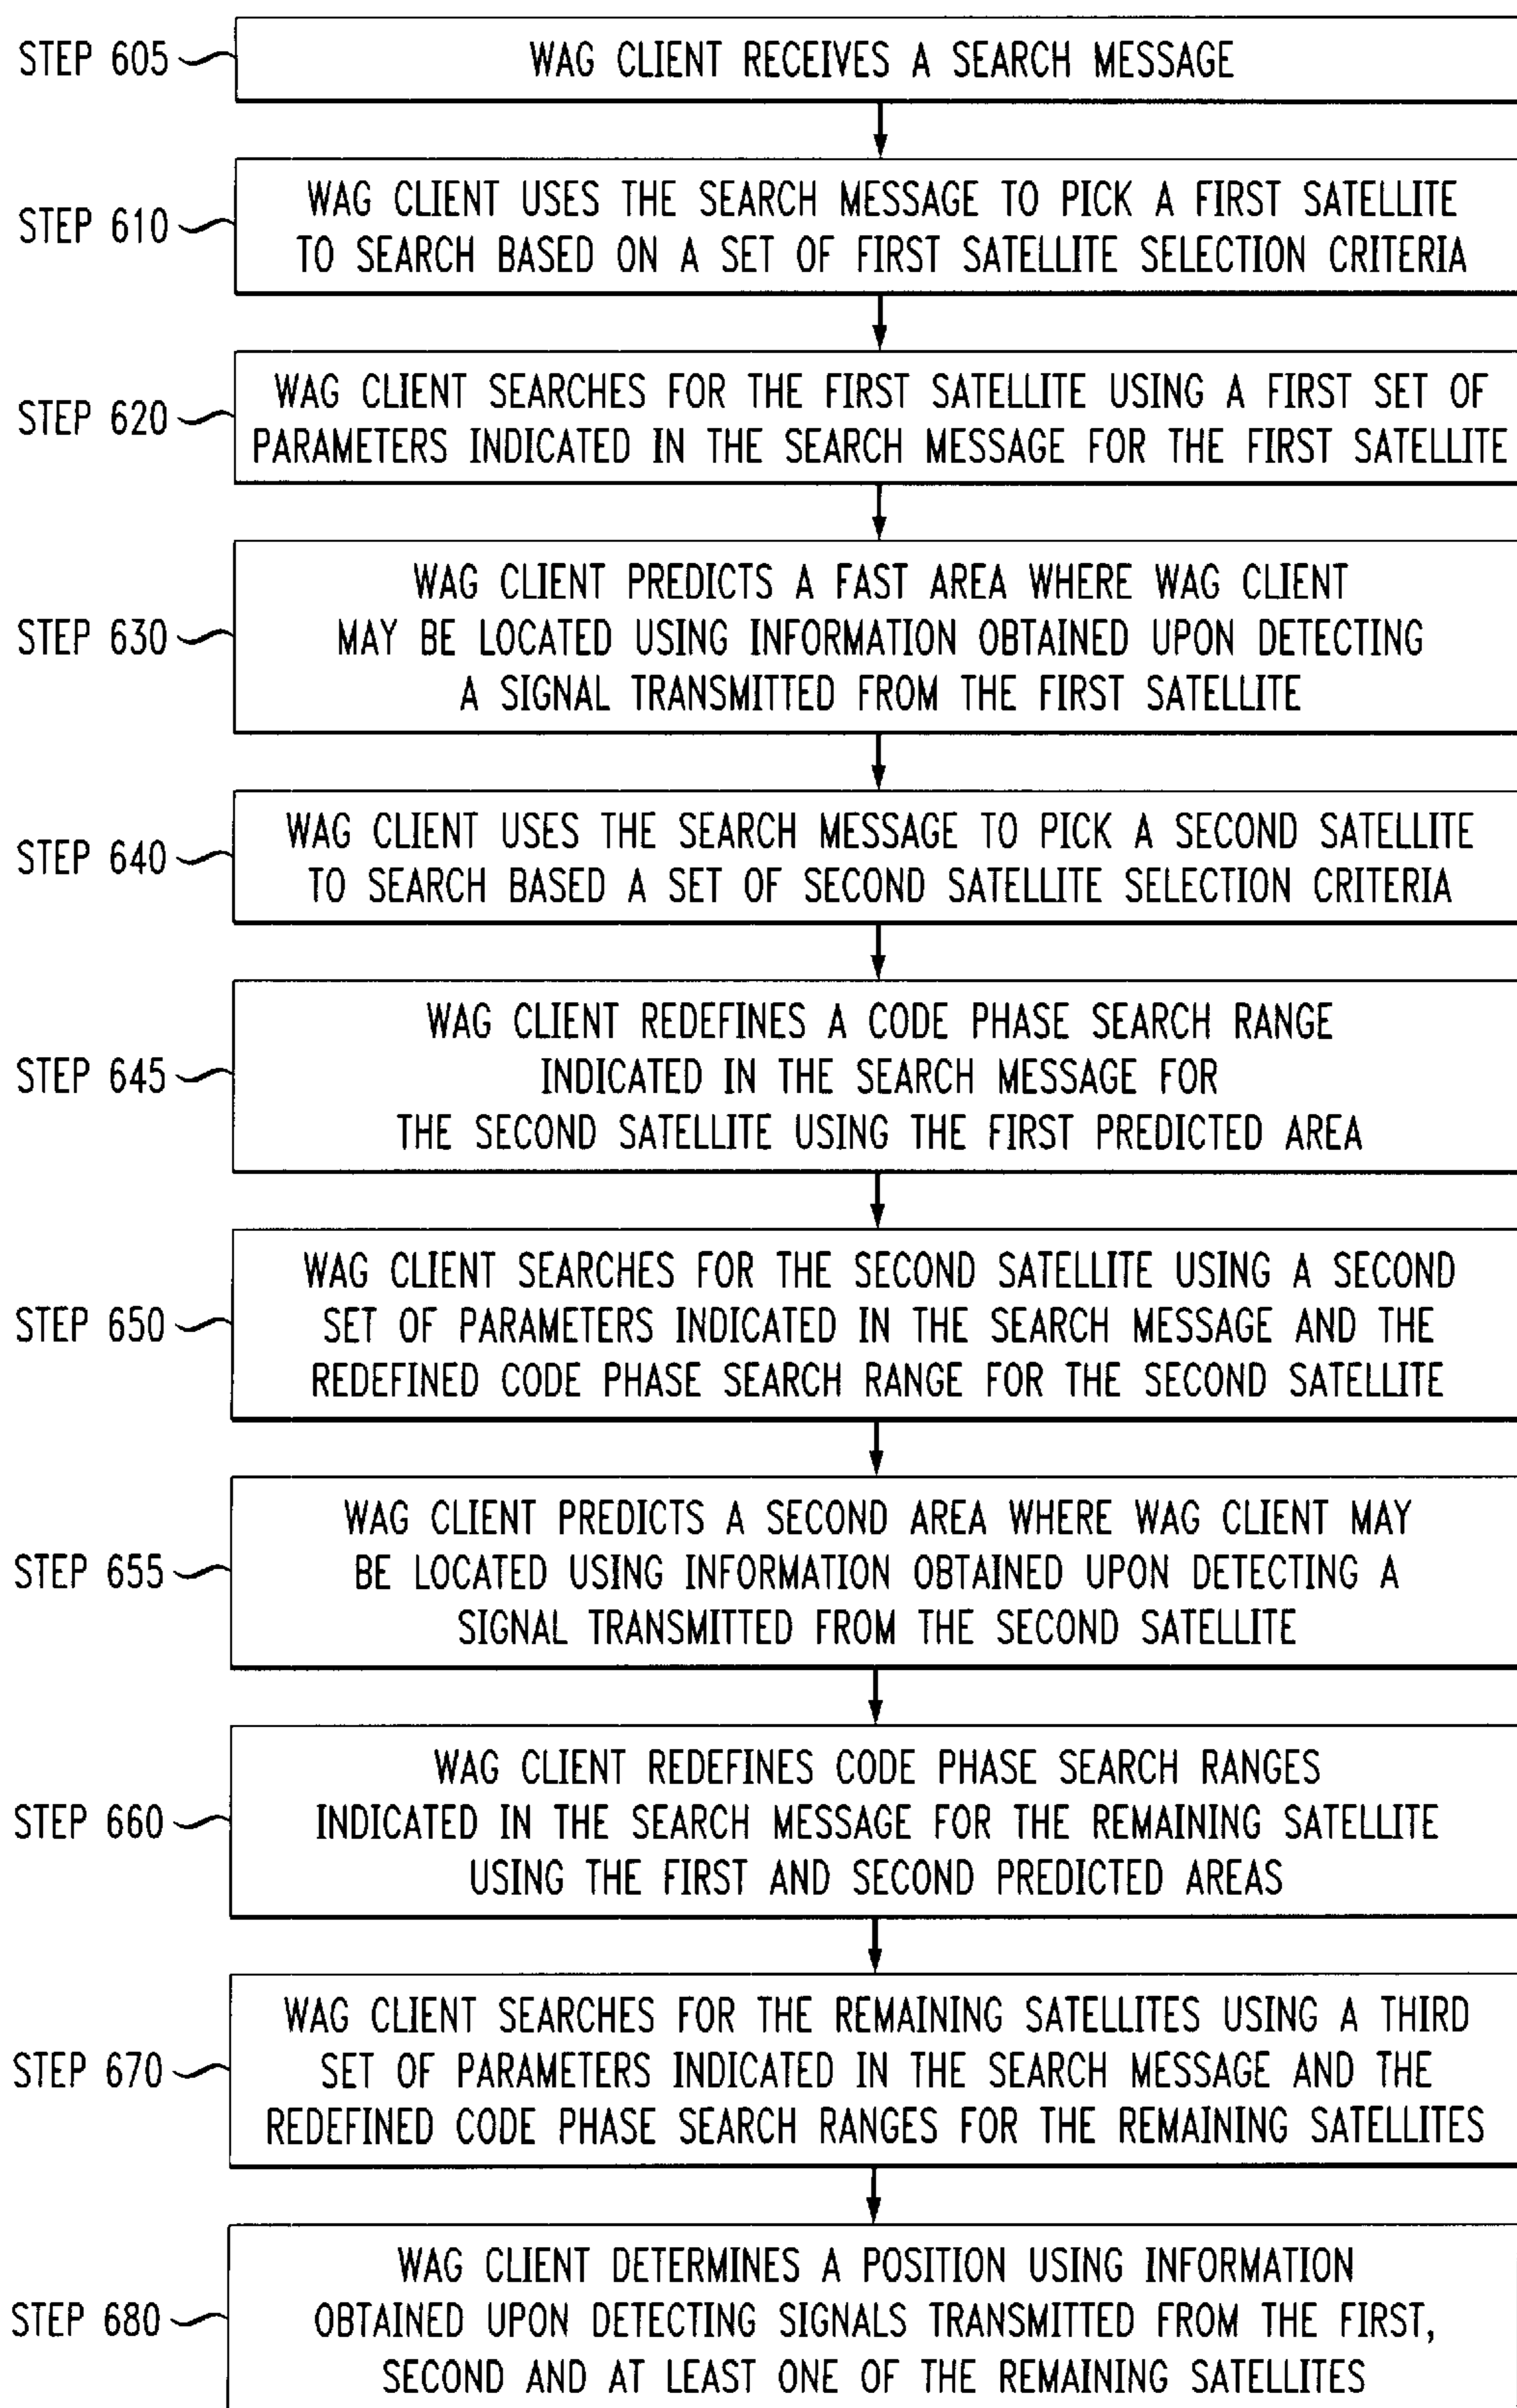 STEP 605
WAG CLIENT RECEIVES A SEARCH MESSAGE
STEP 610
WAG CLIENT USES THE SEARCH MESSAGE TO PICK A FIRST SATELLITE
TO SEARCH BASED ON A SET OF FIRST SATELLITE SELECTION CRITERIA
STEP 620
WAG CLIENT SEARCHES FOR THE FIRST SATELLITE USING A FIRST SET OF
PARAMETERS INDICATED IN THE SEARCH MESSAGE FOR THE FIRST SATELLITE
STEP 630
WAG CLIENT PREDICTS A FAST AREA WHERE WAG CLIENT
MAY BE LOCATED USING INFORMATION OBTAINED UPON DETECTING
A SIGNAL TRANSMITTED FROM THE FIRST SATELLITE
STEP 640
WAG CLIENT USES THE SEARCH MESSAGE TO PICK A SECOND SATELLITE
TO SEARCH BASED A SET OF SECOND SATELLITE SELECTION CRITERIA
STEP 645
WAG CLIENT REDEFINES A CODE PHASE SEARCH RANGE
INDICATED IN THE SEARCH MESSAGE FOR
THE SECOND SATELLITE USING THE FIRST PREDICTED AREA
STEP 650
WAG CLIENT SEARCHES FOR THE SECOND SATELLITE USING A SECOND
SET OF PARAMETERS INDICATED IN THE SEARCH MESSAGE AND THE
REDEFINED CODE PHASE SEARCH RANGE FOR THE SECOND SATELLITE
STEP 655
WAG CLIENT PREDICTS A SECOND AREA WHERE WAG CLIENT MAY
BE LOCATED USING INFORMATION OBTAINED UPON DETECTING A
SIGNAL TRANSMITTED FROM THE SECOND SATELLITE
STEP 660
WAG CLIENT REDEFINES CODE PHASE SEARCH RANGES
INDICATED IN THE SEARCH MESSAGE FOR THE REMAINING SATELLITE
USING THE FIRST AND SECOND PREDICTED AREAS
STEP 670
WAG CLIENT SEARCHES FOR THE REMAINING SATELLITES USING A THIRD
SET OF PARAMETERS INDICATED IN THE SEARCH MESSAGE AND THE
REDEFINED CODE PHASE SEARCH RANGES FOR THE REMAINING SATELLITES
STEP 680
WAG CLIENT DETERMINES A POSITION USING INFORMATION
OBTAINED UPON DETECTING SIGNALS TRANSMITTED FROM THE FIRST,
SECOND AND AT LEAST ONE OF THE REMAINING SATELLITES